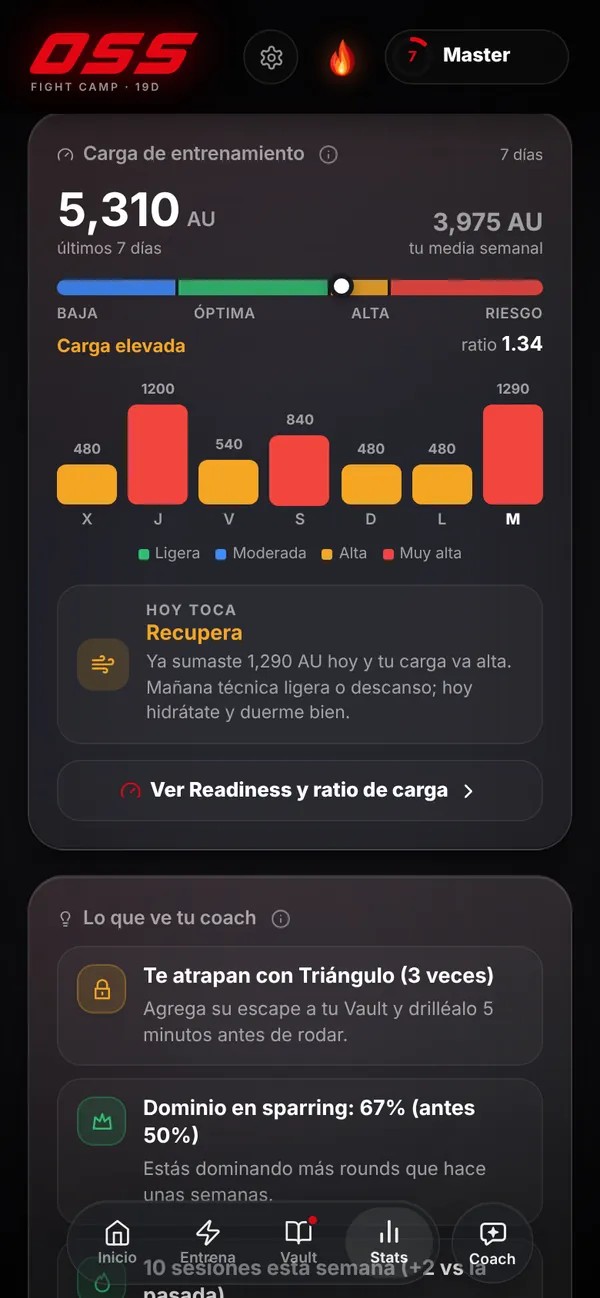 OSS
FIGHT CAMP · 19D
7
Master
Carga de entrenamiento
7 días
5,310 AU
3,975 AU
últimos 7 días
tu media semanal
BAJA ÓPTIMA ALTA RIESGO
Carga elevada
ratio 1.34
480 1200 540 840 480 480 1290
X J V S D L M
Ligera Moderada Alta Muy alta
HOY TOCA
Recupera
Ya sumaste 1,290 AU hoy y tu carga va alta.
Mañana técnica ligera o descanso; hoy
hidrátate y duerme bien.
Ver Readiness y ratio de carga
Lo que ve tu coach
Te atrapan con Triángulo (3 veces)
Agrega su escape a tu Vault y drilléalo 5
minutos antes de rodar.
Dominio en sparring: 67% (antes
50%)
Estás dominando más rounds que hace
unas semanas.
Inicio Entrena Vault Stats Coach
10 sesiones esta semana (+2 vs la
pasada)